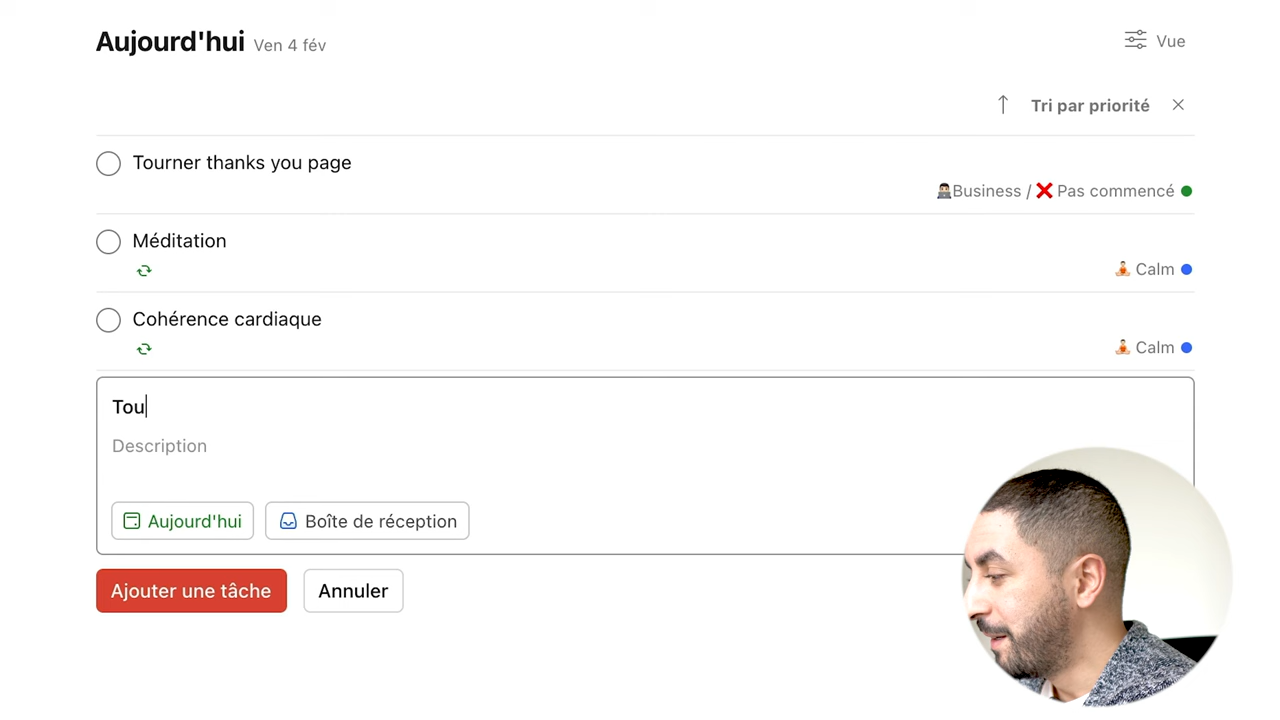 Aujourd'hui Ven 4 fév
Vue
Tri par priorité
Tourner thanks you page
Business / Pas commencé
Méditation
Calm
Cohérence cardiaque
Calm
Tou
Description
Aujourd'hui
Boîte de réception
Ajouter une tâche
Annuler